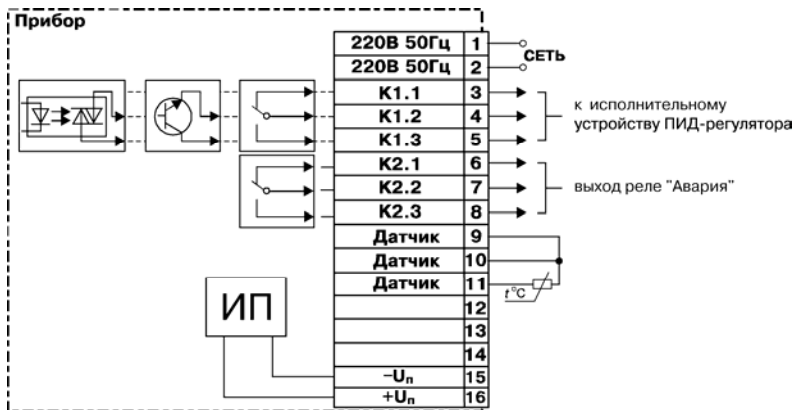 Прибор
220В 50Гц 1
СЕТЬ
220В 50Гц 2
К1.1 3
К1.2 4
К1.3 5
к исполнительному
устройству ПИД-регулятора
К2.1 6
К2.2 7
К2.3 8
выход реле "Авария"
Датчик 9
Датчик 10
Датчик 11
t°C
ИП
12
13
14
–Uп 15
+Uп 16